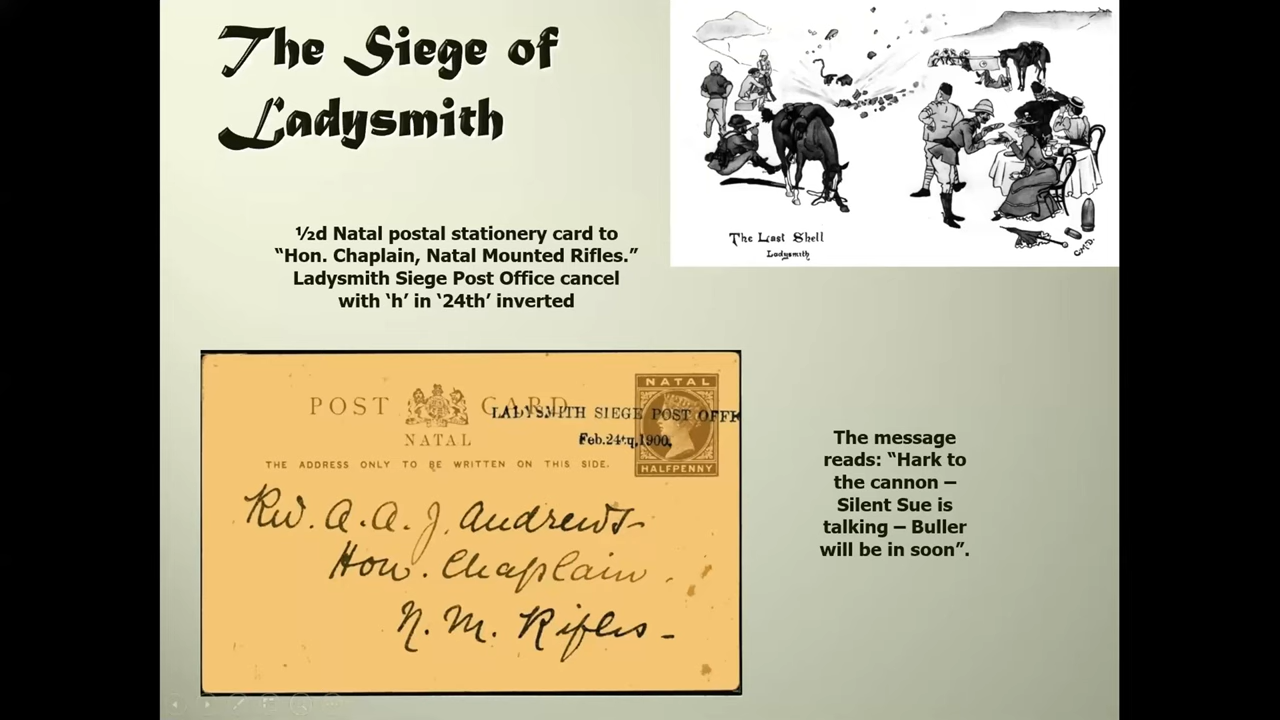 The Siege of
Ladysmith
½d Natal postal stationery card to
“Hon. Chaplain, Natal Mounted Rifles.”
Ladysmith Siege Post Office cancel
with ‘h’ in ‘24th’ inverted
The Last Shell
Ladysmith
C.M.D.
POST CARD
NATAL
THE ADDRESS ONLY TO BE WRITTEN ON THIS SIDE.
NATAL
HALFPENNY
LADYSMITH SIEGE POST OFFI
Feb.24tq,1900,
Rev. A. A. J. Andrews-
Hon. Chaplain.
N. M. Rifles-
The message
reads: “Hark to
the cannon –
Silent Sue is
talking – Buller
will be in soon”.